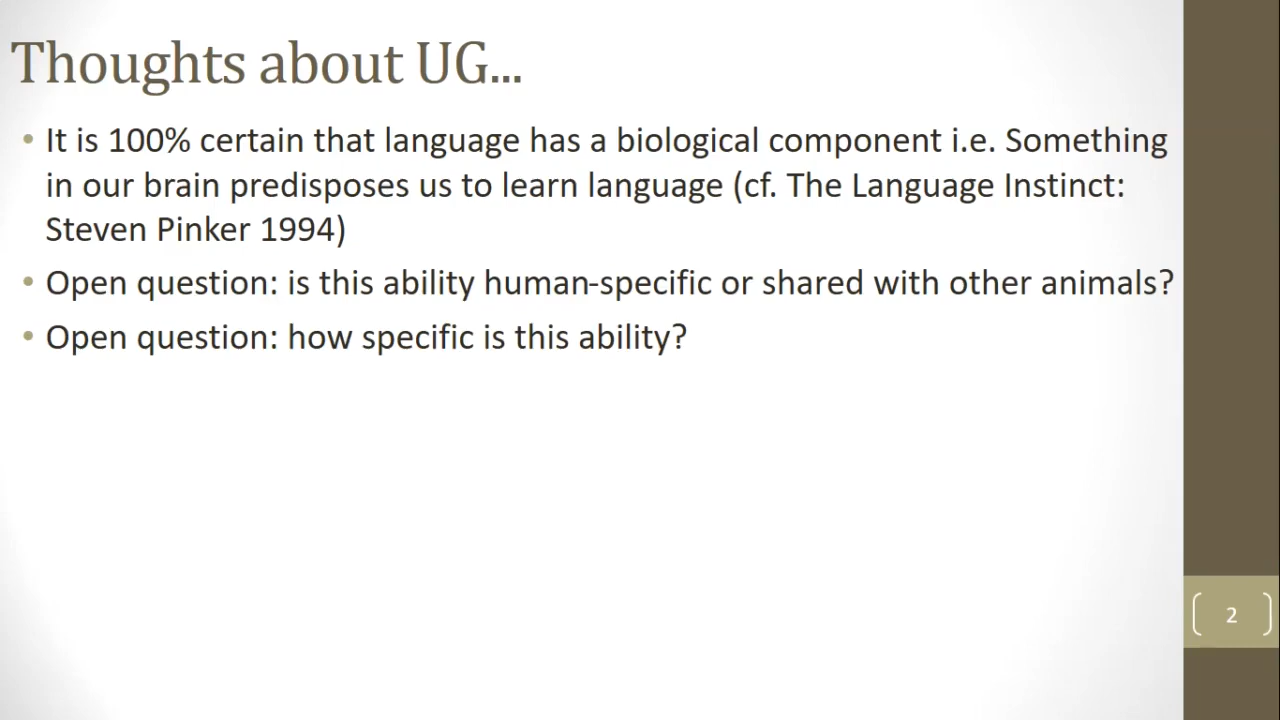 Thoughts about UG...
• It is 100% certain that language has a biological component i.e. Something
in our brain predisposes us to learn language (cf. The Language Instinct:
Steven Pinker 1994)
• Open question: is this ability human-specific or shared with other animals?
• Open question: how specific is this ability?
2